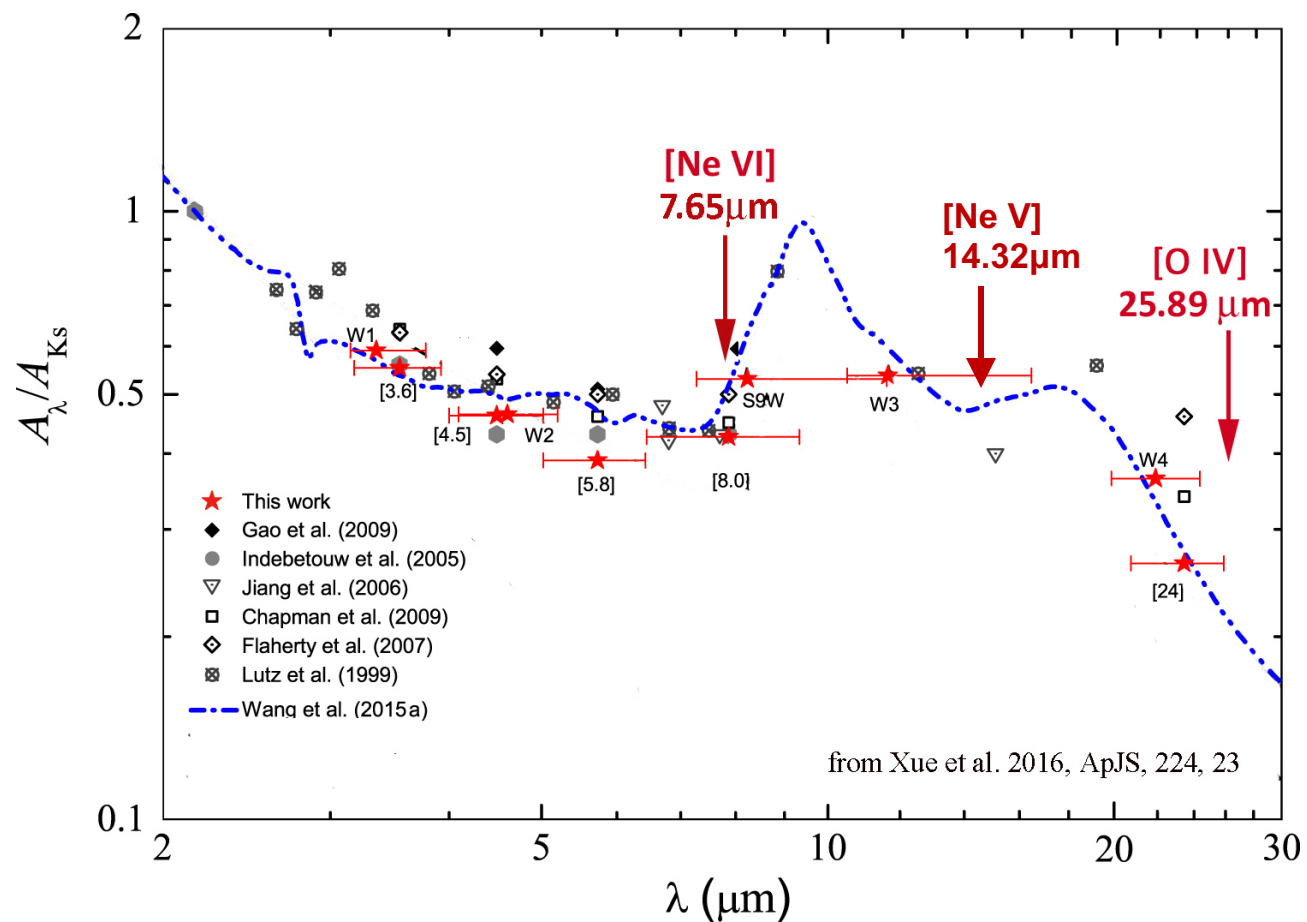 2
1
0.5
0.1
A_λ/A_Ks
[Ne VI]
7.65μm
[Ne V]
14.32μm
[O IV]
25.89 μm
W1
[3.6]
[4.5]
W2
[5.8]
[8.0]
S9W
W3
W4
[24]
This work
Gao et al. (2009)
Indebetouw et al. (2005)
Jiang et al. (2006)
Chapman et al. (2009)
Flaherty et al. (2007)
Lutz et al. (1999)
Wang et al. (2015a)
from Xue et al. 2016, ApJS, 224, 23
2 5 10 20 30
λ (μm)